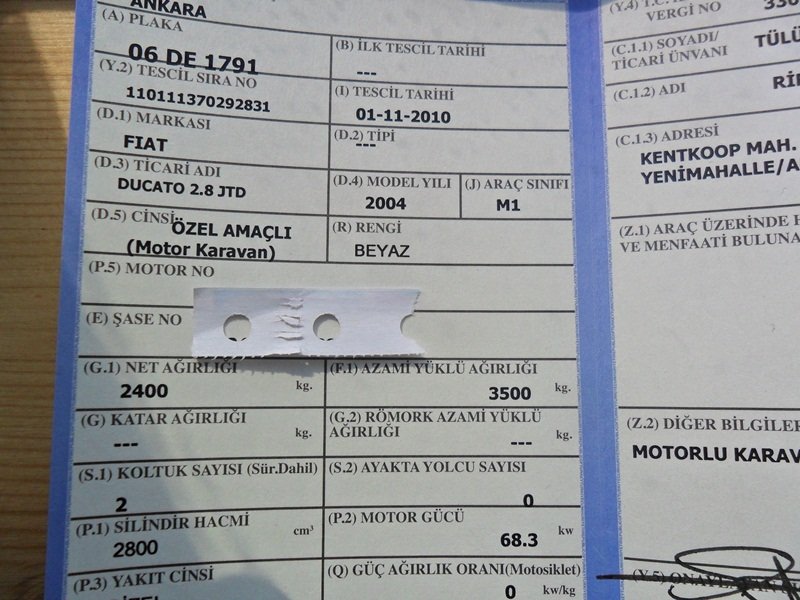 ANKARA
(A) PLAKA
06 DE 1791
(B) İLK TESCİL TARİHİ
---
(Y.2) TESCİL SIRA NO
110111370292831
(I) TESCİL TARİHİ
01-11-2010
(D.1) MARKASI
FIAT
(D.2) TİPİ
---
(D.3) TİCARİ ADI
DUCATO 2.8 JTD
(D.4) MODEL YILI
2004
(J) ARAÇ SINIFI
M1
(D.5) CİNSİ
ÖZEL AMAÇLI
(Motor Karavan)
(R) RENGİ
BEYAZ
(P.5) MOTOR NO
(E) ŞASE NO
(G.1) NET AĞIRLIĞI
2400 kg.
(F.1) AZAMİ YÜKLÜ AĞIRLIĞI
3500 kg.
(G) KATAR AĞIRLIĞI
--- kg.
(G.2) RÖMORK AZAMİ YÜKLÜ
AĞIRLIĞI
--- kg.
(S.1) KOLTUK SAYISI (Sür.Dahil)
2
(S.2) AYAKTA YOLCU SAYISI
0
(P.1) SİLİNDİR HACMİ
2800 cm³
(P.2) MOTOR GÜCÜ
68.3 kw
(P.3) YAKIT CİNSİ
(Q) GÜÇ AĞIRLIK ORANI(Motosiklet)
0 kw/kg
VERGİ NO
(C.1.1) SOYADI/
TİCARİ ÜNVANI
TÜLÜ
(C.1.2) ADI
(C.1.3) ADRESİ
KENTKOOP MAH.
YENİMAHALLE/A
(Z.1) ARAÇ ÜZERİNDE
VE MENFAATİ BULUNA
(Z.2) DİĞER BİLGİLER
MOTORLU KARAV
(Y.5)